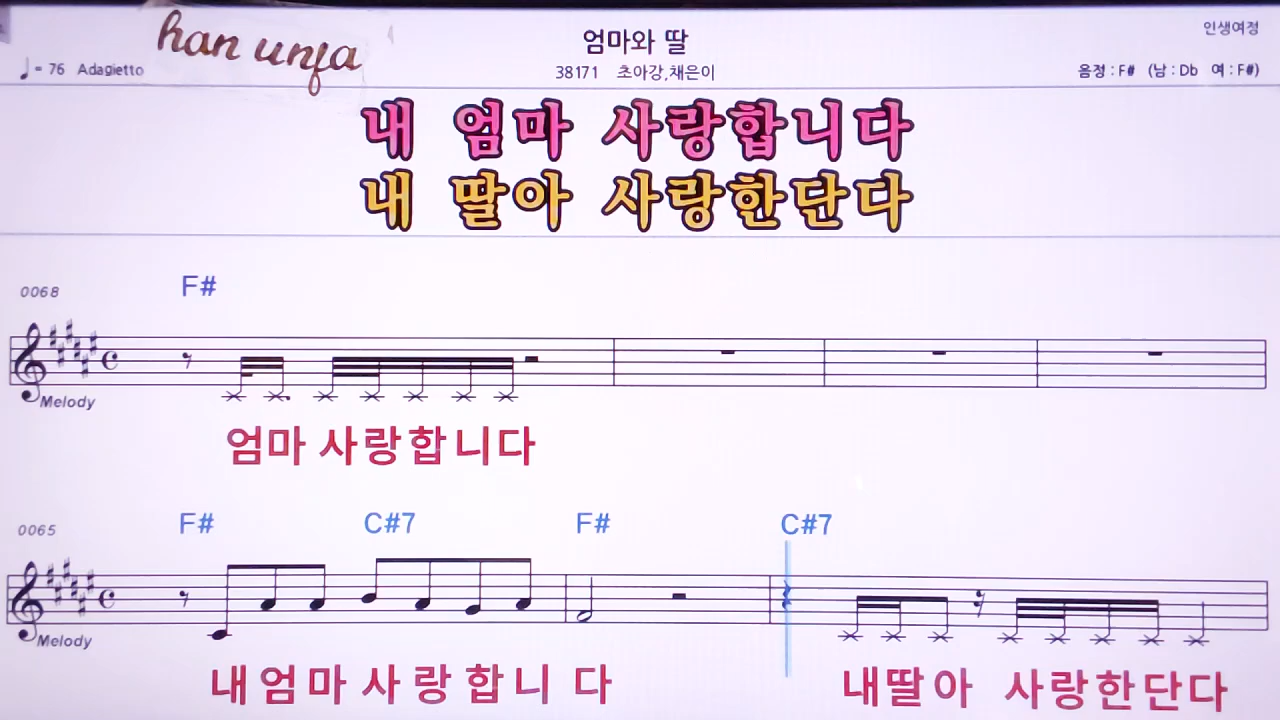 han unja
엄마와 딸
인생여정
♩= 76 Adagietto
38171 초아강,채은이
음정 : F# (남 : Db 여 : F#)
내 엄마 사랑합니다
내 딸아 사랑한단다
0068 F#
Melody
엄마 사랑합니다
0065 F# C#7 F# C#7
Melody
내엄마사랑합니 다 내딸아 사랑한단다